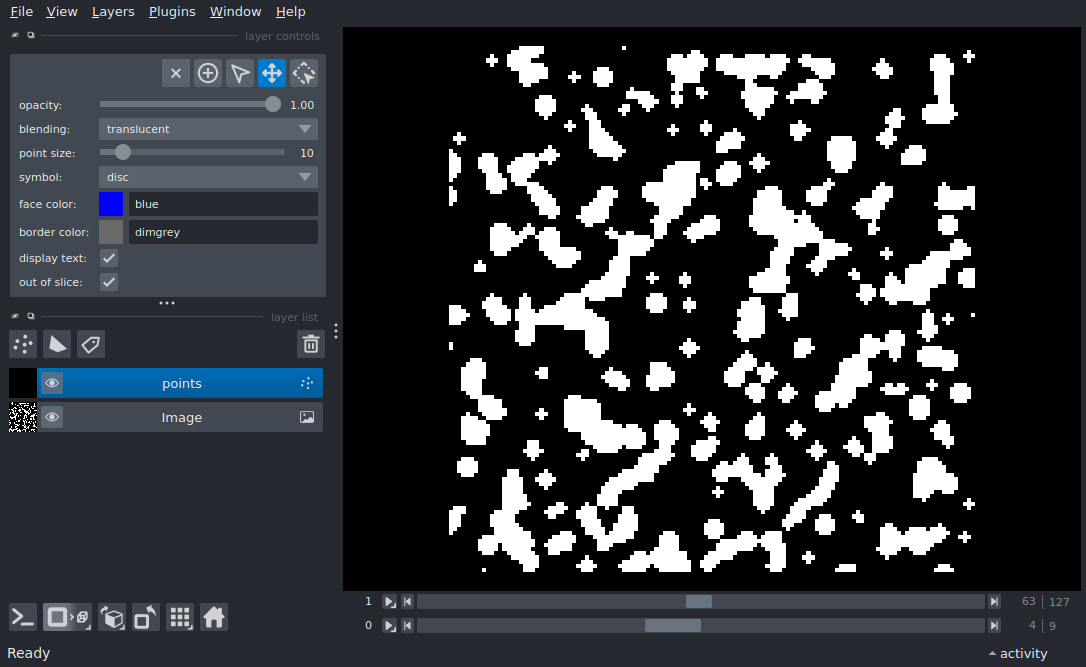 File View Layers Plugins Window Help
layer controls
opacity: 1.00
blending: translucent
point size: 10
symbol: disc
face color: blue
border color: dimgrey
display text:
out of slice:
layer list
points
Image
1 63 | 127
0 4 | 9
Ready activity